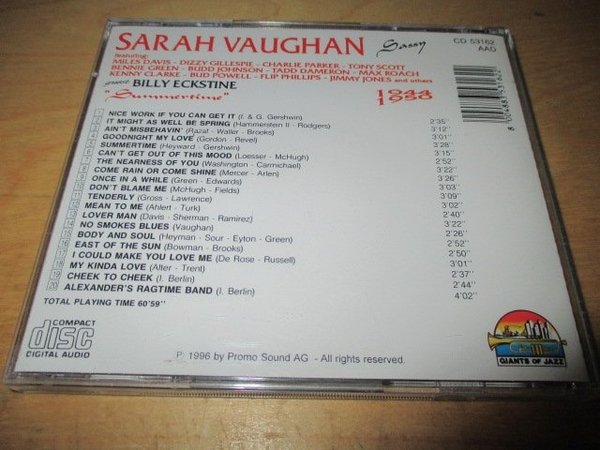 SARAH VAUGHAN Sassy CD 53162
AAD
featuring:
MILES DAVIS - DIZZY GILLESPIE - CHARLIE PARKER - TONY SCOTT
BENNIE GREEN - BUDD JOHNSON - TADD DAMERON - MAX ROACH
KENNY CLARKE - BUD POWELL - FLIP PHILLIPS - JIMMY JONES and others
BILLY ECKSTINE
"Summertime" 1944
1950
NICE WORK IF YOU CAN GET IT (I. & G. Gershwin) 2'35"
IT MIGHT AS WELL BE SPRING (Hammerstein II - Rodgers) 3'12"
AIN'T MISBEHAVIN' (Razaf - Waller - Brooks) 3'01"
GOODNIGHT MY LOVE (Gordon - Revel) 3'28"
SUMMERTIME (Heyward - Gershwin) 3'15"
CAN'T GET OUT OF THIS MOOD (Loesser - McHugh) 2'52"
THE NEARNESS OF YOU (Washington - Carmichael) 3'22"
COME RAIN OR COME SHINE (Mercer - Arlen) 3'26"
ONCE IN A WHILE (Green - Edwards) 3'03"
DON'T BLAME ME (McHugh - Fields) 3'09"
TENDERLY (Gross - Lawrence) 3'02"
MEAN TO ME (Ahlert - Turk) 2'40"
LOVER MAN (Davis - Sherman - Ramirez) 3'22"
NO SMOKES BLUES (Vaughan) 2'26"
BODY AND SOUL (Heyman - Sour - Eyton - Green) 2'52"
EAST OF THE SUN (Bowman - Brooks) 2'50"
I COULD MAKE YOU LOVE ME (De Rose - Russell) 3'01"
MY KINDA LOVE (Alter - Trent) 2'37"
CHEEK TO CHEEK (I. Berlin) 2'44"
20 ALEXANDER'S RAGTIME BAND (I. Berlin) 4'02"
TOTAL PLAYING TIME 60'59"
COMPACT
disc
DIGITAL AUDIO
℗ 1996 by Promo Sound AG - All rights reserved.
GIANTS OF JAZZ